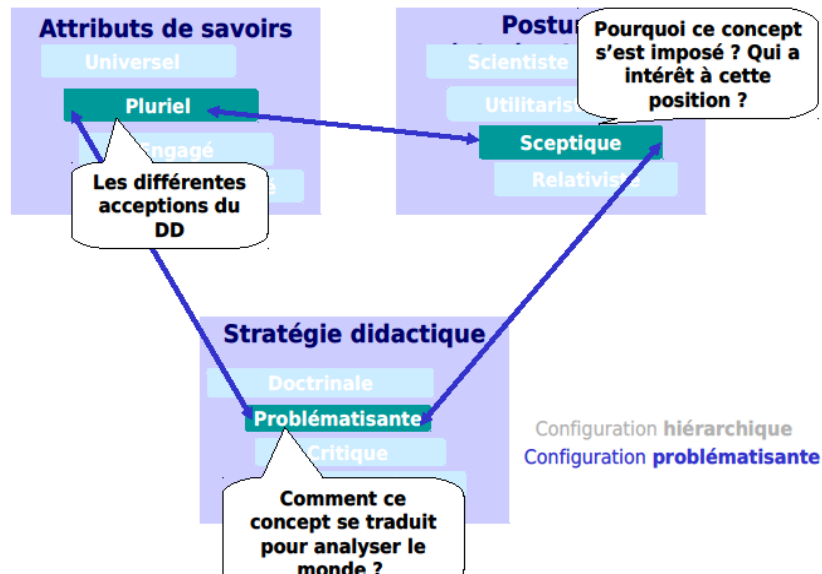 Attributs de savoirs
Universel
Pluriel
Engagé
é
Les différentes
acceptions du
DD
Postu
Scientiste
Utilitaris
Sceptique
Relativiste
Pourquoi ce concept
s'est imposé ? Qui a
intérêt à cette
position ?
Stratégie didactique
Doctrinale
Problématisante
Critique
Comment ce
concept se traduit
pour analyser le
monde ?
Configuration hiérarchique
Configuration problématisante